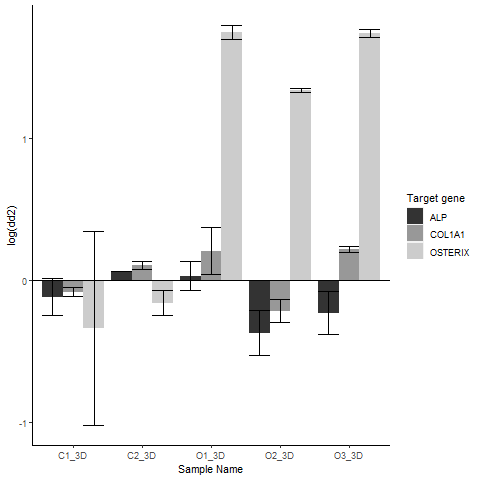 log(dd2)
1
0
-1
C1_3D C2_3D O1_3D O2_3D O3_3D
Sample Name
Target gene
ALP
COL1A1
OSTERIX